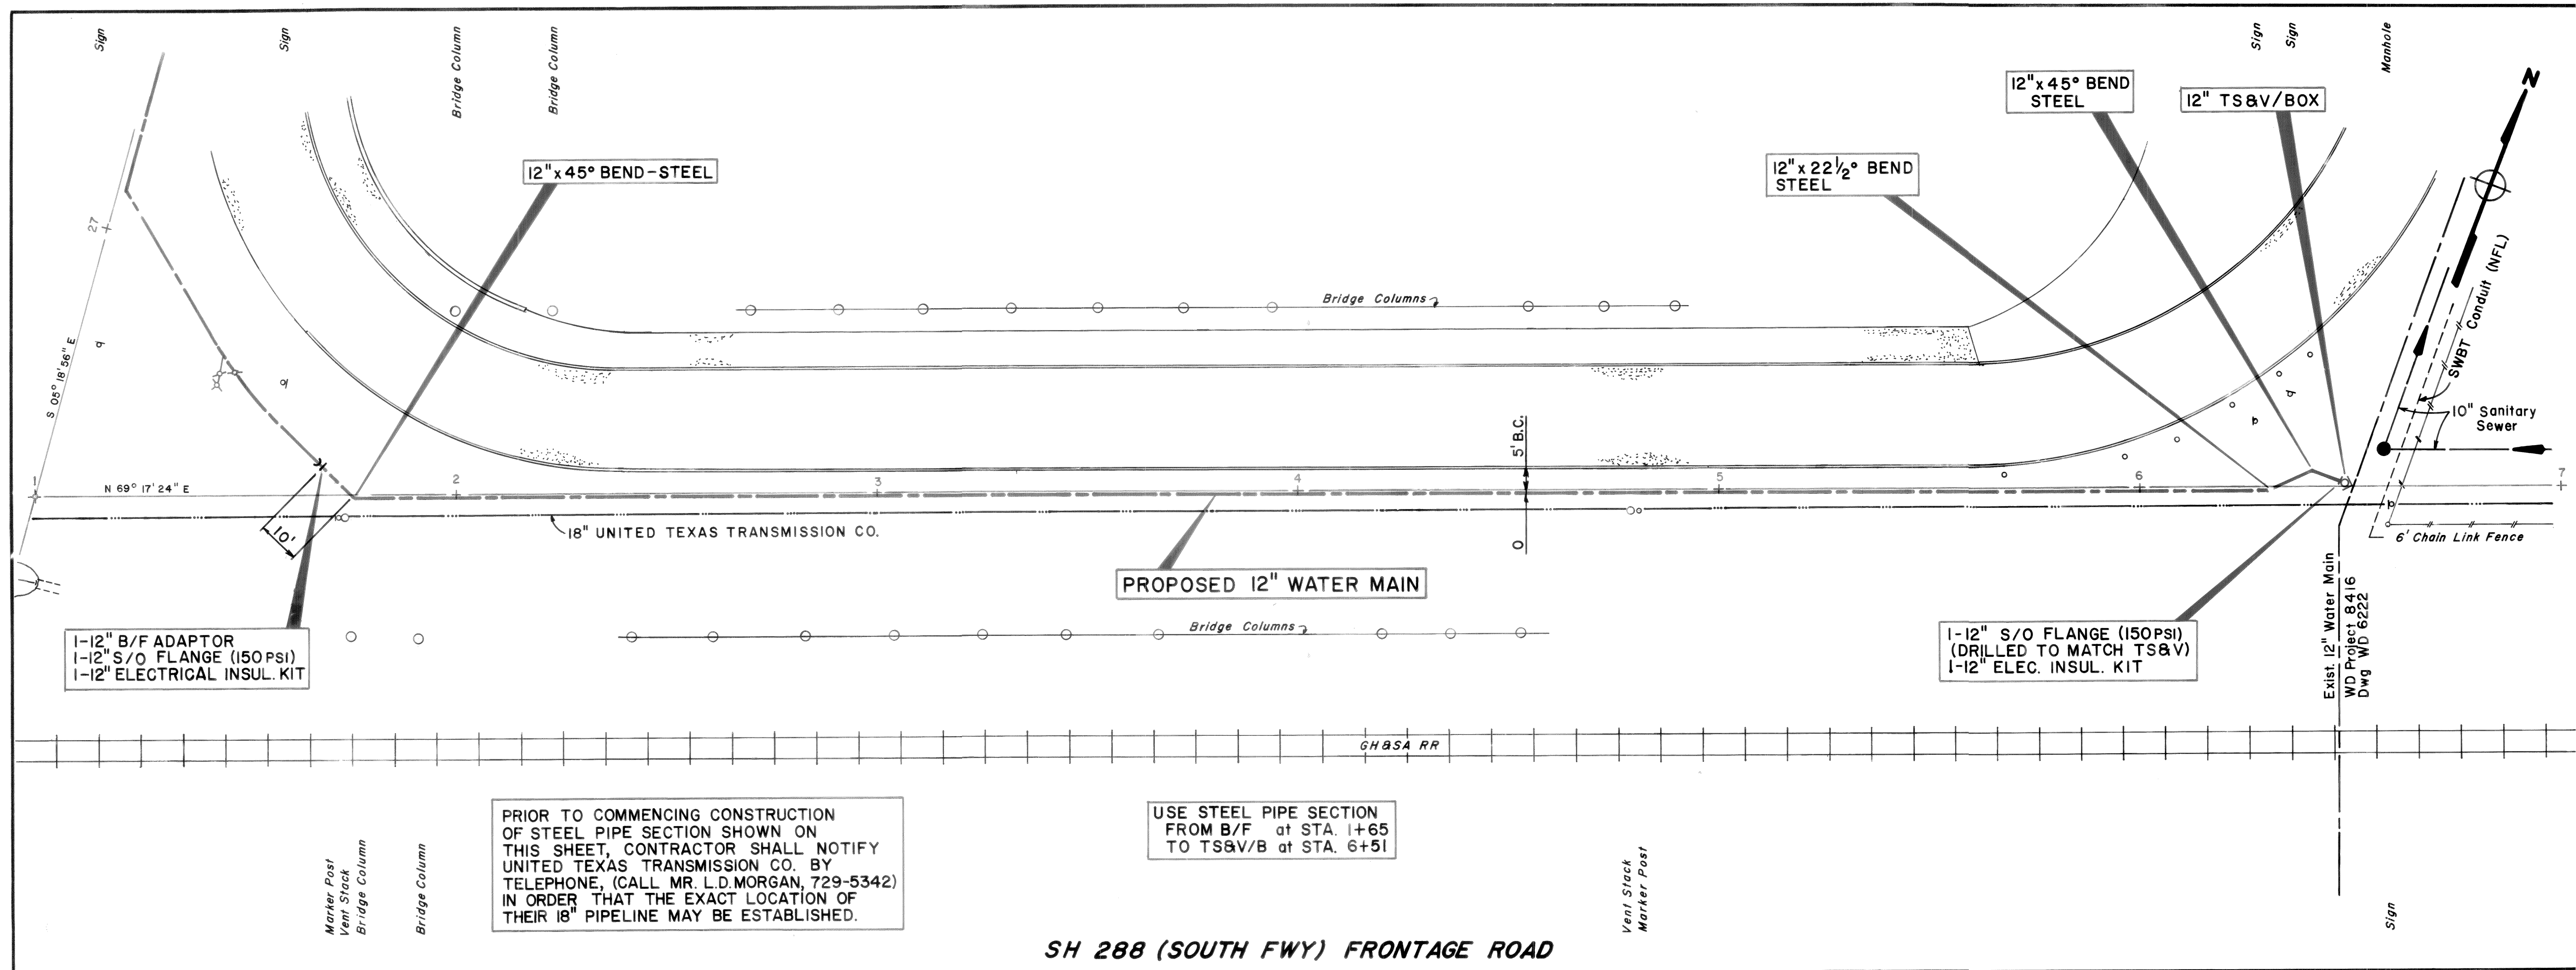 Sign
Sign
Bridge Column
Bridge Column
Sign
Sign
Manhole
N
12" x 45° BEND
STEEL
12" TS&V/BOX
12" x 45° BEND-STEEL
12" x 22½° BEND
STEEL
27
S 05° 18' 56" E
Bridge Columns
SWBT Conduit (NFL)
10" Sanitary
Sewer
5' B.C.
0
1
N 69° 17' 24" E
2
3
4
5
6
7
10'
18" UNITED TEXAS TRANSMISSION CO.
6' Chain Link Fence
PROPOSED 12" WATER MAIN
1-12" B/F ADAPTOR
1-12" S/O FLANGE (150 PSI)
1-12" ELECTRICAL INSUL. KIT
Bridge Columns
1-12" S/O FLANGE (150 PSI)
(DRILLED TO MATCH TS&V)
1-12" ELEC. INSUL. KIT
Exist. 12" Water Main
WD Project 8416
Dwg WD 6222
GH&SA RR
PRIOR TO COMMENCING CONSTRUCTION
OF STEEL PIPE SECTION SHOWN ON
THIS SHEET, CONTRACTOR SHALL NOTIFY
UNITED TEXAS TRANSMISSION CO. BY
TELEPHONE, (CALL MR. L.D. MORGAN, 729-5342)
IN ORDER THAT THE EXACT LOCATION OF
THEIR 18" PIPELINE MAY BE ESTABLISHED.
USE STEEL PIPE SECTION
FROM B/F at STA. 1+65
TO TS&V/B at STA. 6+51
Marker Post
Vent Stack
Bridge Column
Bridge Column
Vent Stack
Marker Post
Sign
SH 288 (SOUTH FWY) FRONTAGE ROAD